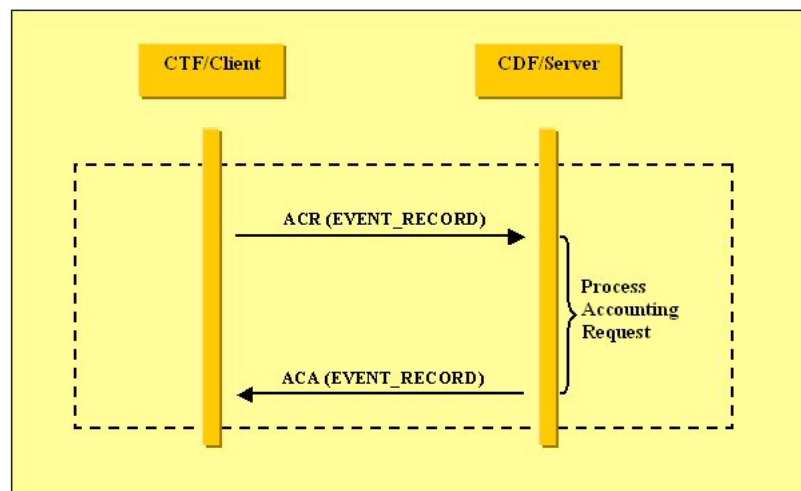 CTF/Client
CDF/Server
ACR (EVENT_RECORD)
Process
Accounting
Request
ACA (EVENT_RECORD)